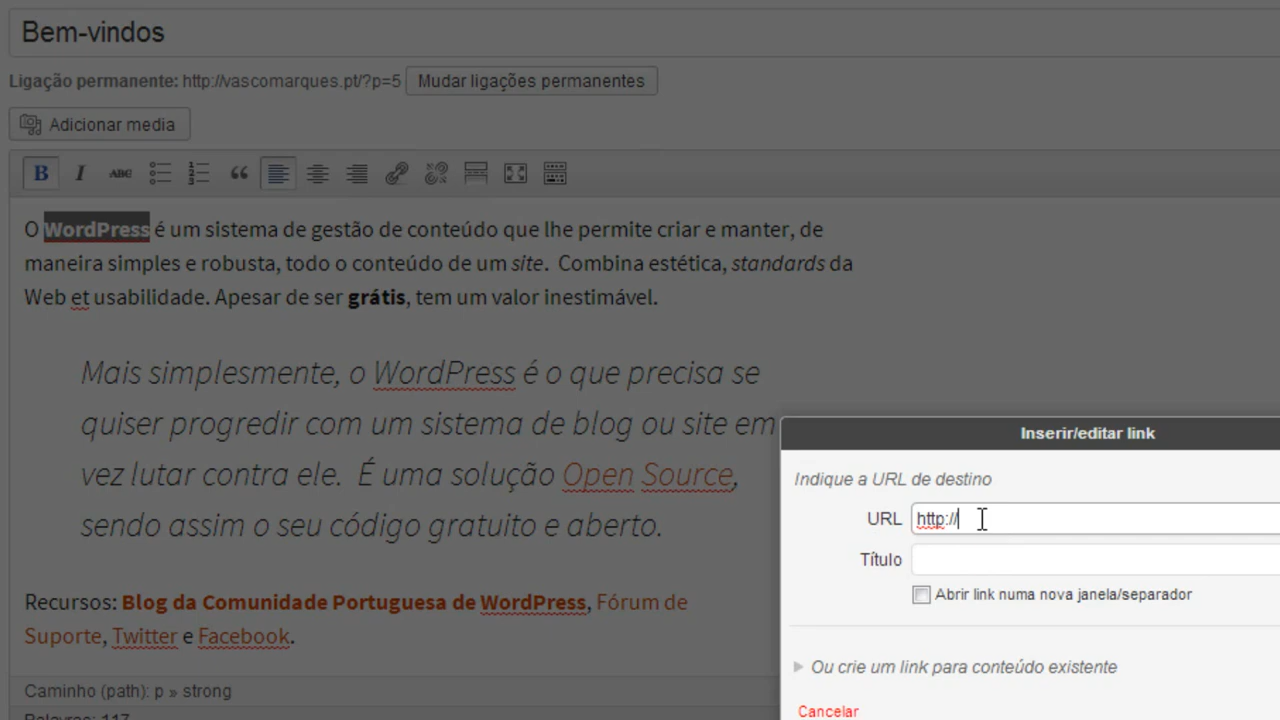 Bem-vindos
Ligação permanente: http://vascomarques.pt/?p=5 Mudar ligações permanentes
Adicionar media
B I ABC
O WordPress é um sistema de gestão de conteúdo que lhe permite criar e manter, de
maneira simples e robusta, todo o conteúdo de um site. Combina estética, standards da
Web et usabilidade. Apesar de ser grátis, tem um valor inestimável.
Mais simplesmente, o WordPress é o que precisa se
quiser progredir com um sistema de blog ou site em
vez lutar contra ele. É uma solução Open Source,
sendo assim o seu código gratuito e aberto.
Recursos: Blog da Comunidade Portuguesa de WordPress, Fórum de
Suporte, Twitter e Facebook.
Caminho (path): p » strong
Palavras: 117
Inserir/editar link
Indique a URL de destino
URL http://
Título
Abrir link numa nova janela/separador
Ou crie um link para conteúdo existente
Cancelar